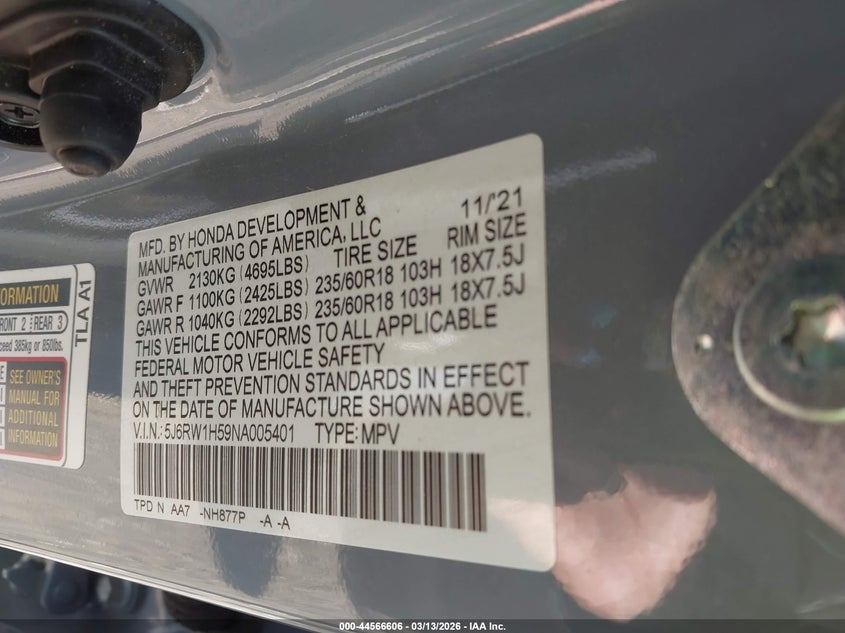 MFD. BY HONDA DEVELOPMENT & 11/'21
MANUFACTURING OF AMERICA, LLC
TIRE SIZE RIM SIZE
GVWR 2130KG (4695LBS)
GAWR F 1100KG (2425LBS) 235/60R18 103H 18X7.5J
GAWR R 1040KG (2292LBS) 235/60R18 103H 18X7.5J
THIS VEHICLE CONFORMS TO ALL APPLICABLE
FEDERAL MOTOR VEHICLE SAFETY
AND THEFT PREVENTION STANDARDS IN EFFECT
ON THE DATE OF MANUFACTURE SHOWN ABOVE.
V.I.N.:5J6RW1H59NA005401 TYPE:MPV
TPD N AA7 -NH877P -A -A
FRONT 2 REAR 3
385kg or 850lbs.
SEE OWNER'S
MANUAL FOR
ADDITIONAL
INFORMATION
TLA A1
000-44566606 - 03/13/2026 - IAA Inc.